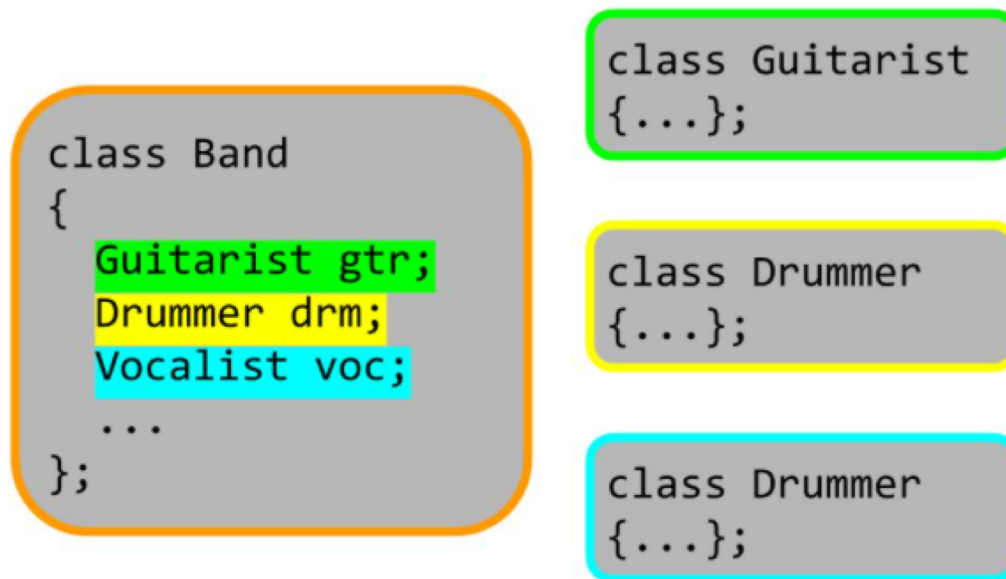 class Band
{
Guitarist gtr;
Drummer drm;
Vocalist voc;
...
};
class Guitarist
{...};
class Drummer
{...};
class Drummer
{...};